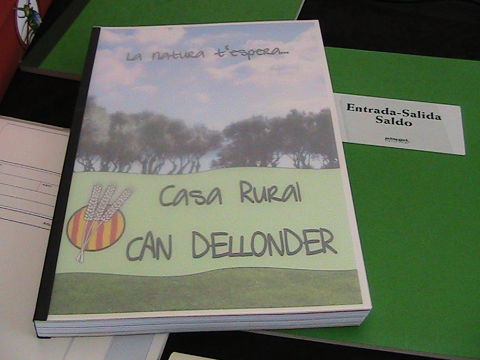 La natura t'espera...
Casa Rural
CAN DELLONDER
Entrada-Salida
Saldo